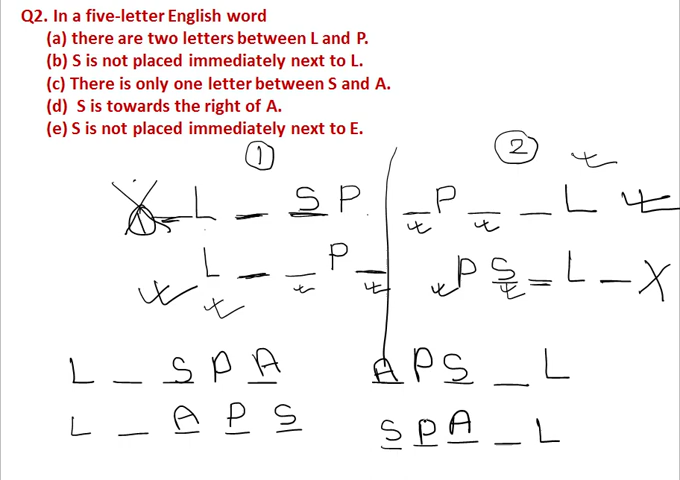 Q2. In a five-letter English word
(a) there are two letters between L and P.
(b) S is not placed immediately next to L.
(c) There is only one letter between S and A.
(d) S is towards the right of A.
(e) S is not placed immediately next to E.
1 2
A L _ S P _ P _ _ L
L _ _ P _ P S _ L _ X
L _ S P A A P S _ L
L _ A P S S P A _ L